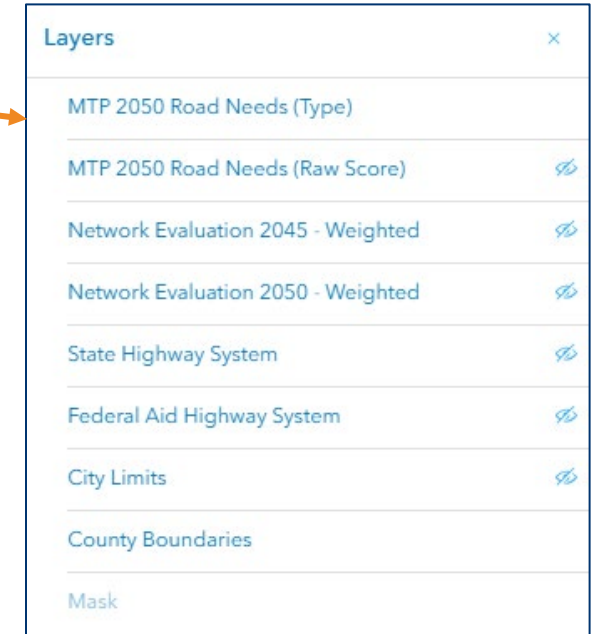 Layers
MTP 2050 Road Needs (Type)
MTP 2050 Road Needs (Raw Score)
Network Evaluation 2045 - Weighted
Network Evaluation 2050 - Weighted
State Highway System
Federal Aid Highway System
City Limits
County Boundaries
Mask